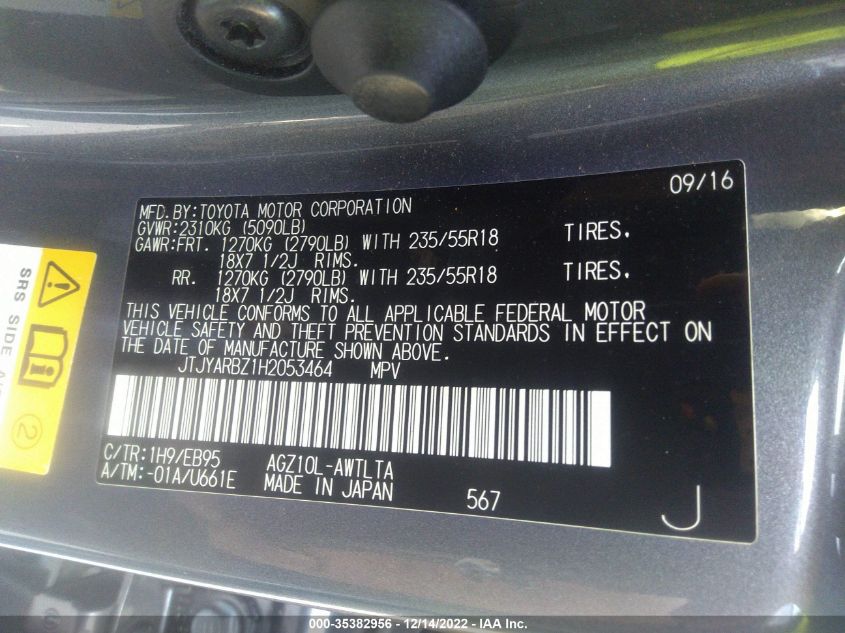 09/16
MFD.BY:TOYOTA MOTOR CORPORATION
GVWR:2310KG (5090LB)
GAWR:FRT. 1270KG (2790LB) WITH 235/55R18 TIRES.
18X7 1/2J RIMS.
RR. 1270KG (2790LB) WITH 235/55R18 TIRES.
18X7 1/2J RIMS.
THIS VEHICLE CONFORMS TO ALL APPLICABLE FEDERAL MOTOR
VEHICLE SAFETY AND THEFT PREVENTION STANDARDS IN EFFECT ON
THE DATE OF MANUFACTURE SHOWN ABOVE.
JTJYARBZ1H2053464 MPV
C/TR:1H9/EB95 AGZ10L-AWTLTA
A/TM:-01A/U661E MADE IN JAPAN 567
J
SRS SIDE
2
000-35382956 - 12/14/2022 - IAA Inc.